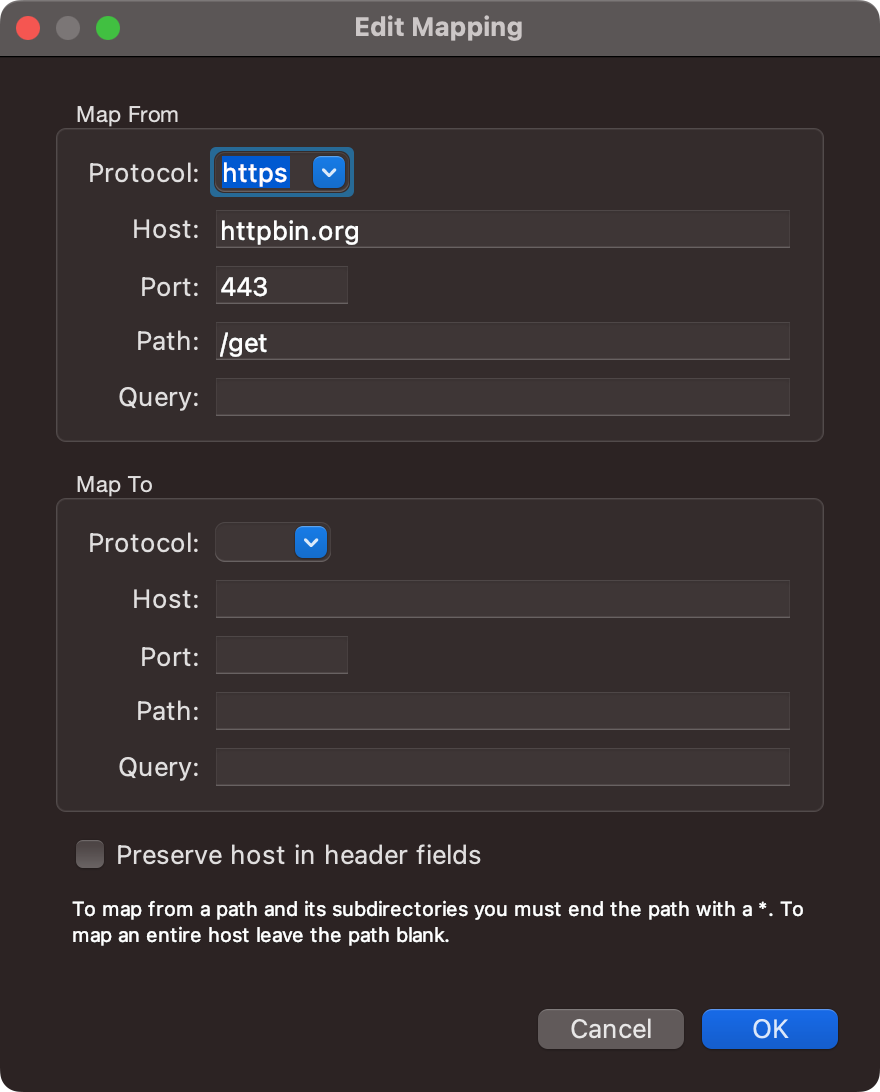 Edit Mapping
Map From
Protocol: https
Host: httpbin.org
Port: 443
Path: /get
Query:
Map To
Protocol:
Host:
Port:
Path:
Query:
Preserve host in header fields
To map from a path and its subdirectories you must end the path with a *. To
map an entire host leave the path blank.
Cancel OK